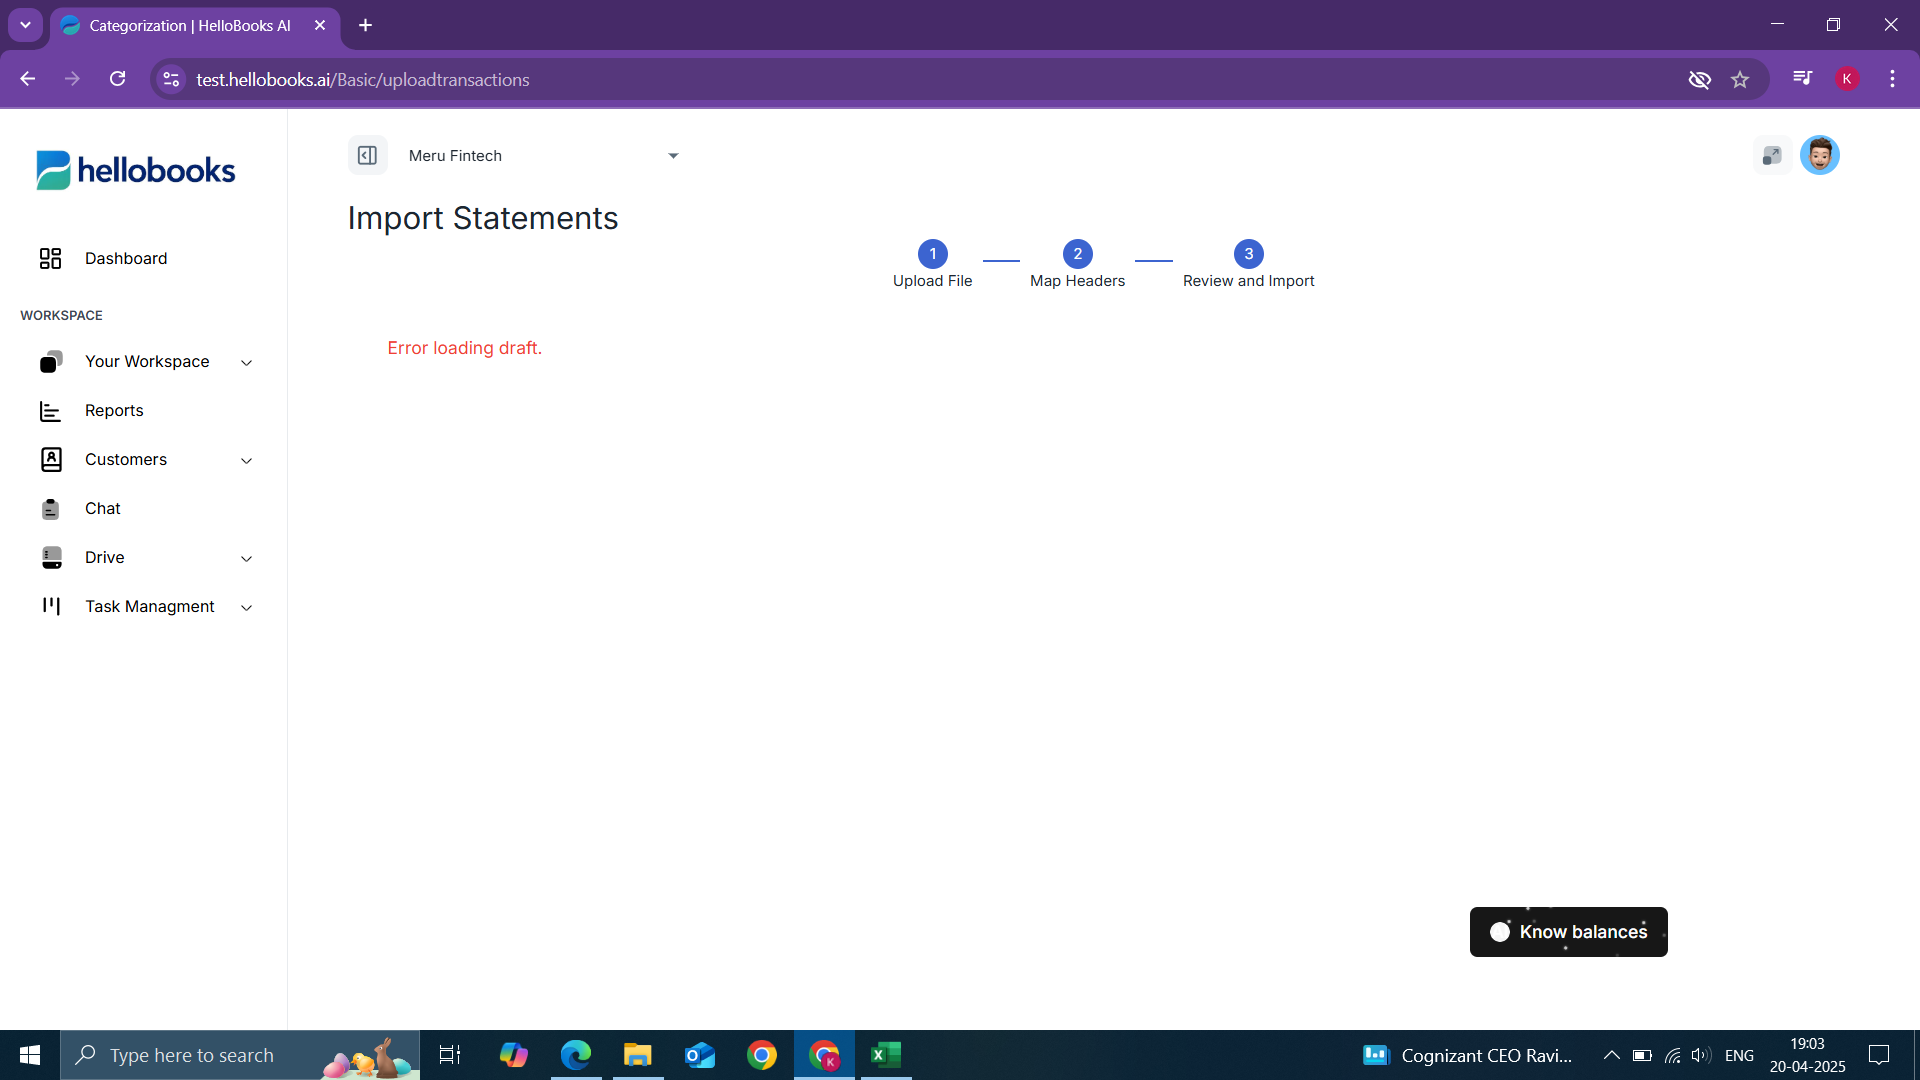 Categorization | HelloBooks AI
test.hellobooks.ai/Basic/uploadtransactions
K
hellobooks
Meru Fintech
Import Statements
1
2
3
Upload File
Map Headers
Review and Import
Error loading draft.
Dashboard
WORKSPACE
Your Workspace
Reports
Customers
Chat
Drive
Task Managment
Know balances
Type here to search
Cognizant CEO Ravi...
ENG
19:03
20-04-2025